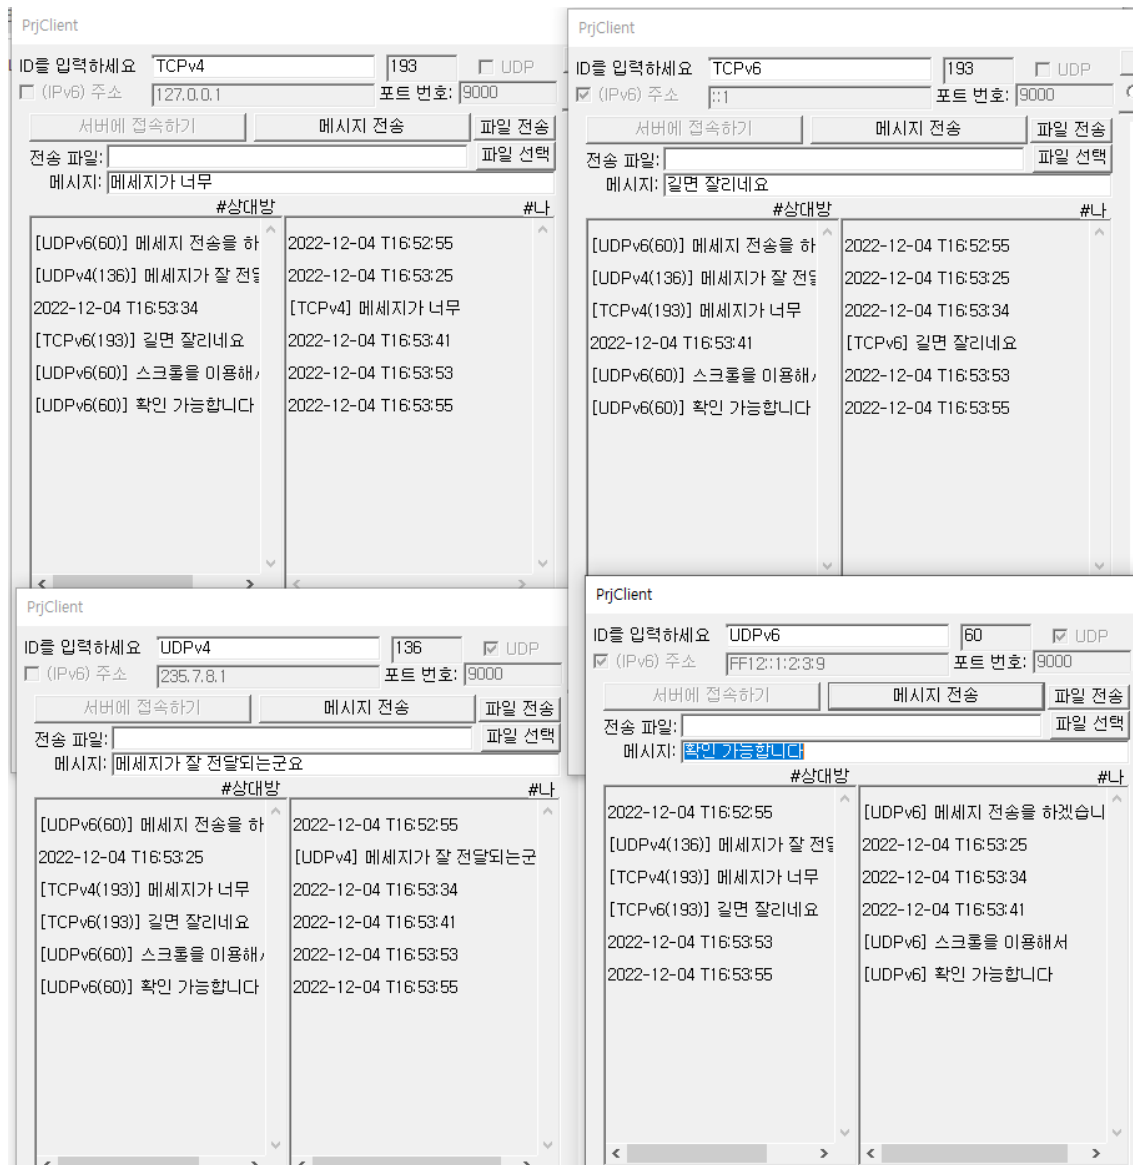 PrjClient
ID를 입력하세요 TCPv4 193 UDP
(IPv6) 주소 127.0.0.1 포트 번호: 9000
서버에 접속하기 메시지 전송 파일 전송
전송 파일: 파일 선택
메시지: 메세지가 너무
#상대방 #나
[UDPv6(60)] 메세지 전송을 하 2022-12-04 T16:52:55
[UDPv4(136)] 메세지가 잘 전달 2022-12-04 T16:53:25
2022-12-04 T16:53:34 [TCPv4] 메세지가 너무
[TCPv6(193)] 길면 잘리네요 2022-12-04 T16:53:41
[UDPv6(60)] 스크롤을 이용해서 2022-12-04 T16:53:53
[UDPv6(60)] 확인 가능합니다 2022-12-04 T16:53:55
PrjClient
ID를 입력하세요 TCPv6 193 UDP
(IPv6) 주소 ::1 포트 번호: 9000
서버에 접속하기 메시지 전송 파일 전송
전송 파일: 파일 선택
메시지: 길면 잘리네요
#상대방 #나
[UDPv6(60)] 메세지 전송을 하 2022-12-04 T16:52:55
[UDPv4(136)] 메세지가 잘 전달 2022-12-04 T16:53:25
[TCPv4(193)] 메세지가 너무 2022-12-04 T16:53:34
2022-12-04 T16:53:41 [TCPv6] 길면 잘리네요
[UDPv6(60)] 스크롤을 이용해서 2022-12-04 T16:53:53
[UDPv6(60)] 확인 가능합니다 2022-12-04 T16:53:55
PrjClient
ID를 입력하세요 UDPv4 136 UDP
(IPv6) 주소 235.7.8.1 포트 번호: 9000
서버에 접속하기 메시지 전송 파일 전송
전송 파일: 파일 선택
메시지: 메세지가 잘 전달되는군요
#상대방 #나
[UDPv6(60)] 메세지 전송을 하 2022-12-04 T16:52:55
2022-12-04 T16:53:25 [UDPv4] 메세지가 잘 전달되는군
[TCPv4(193)] 메세지가 너무 2022-12-04 T16:53:34
[TCPv6(193)] 길면 잘리네요 2022-12-04 T16:53:41
[UDPv6(60)] 스크롤을 이용해서 2022-12-04 T16:53:53
[UDPv6(60)] 확인 가능합니다 2022-12-04 T16:53:55
PrjClient
ID를 입력하세요 UDPv6 60 UDP
(IPv6) 주소 FF12::1:2:3:9 포트 번호: 9000
서버에 접속하기 메시지 전송 파일 전송
전송 파일: 파일 선택
메시지: 확인 가능합니다
#상대방 #나
2022-12-04 T16:52:55 [UDPv6] 메세지 전송을 하겠습니
[UDPv4(136)] 메세지가 잘 전달 2022-12-04 T16:53:25
[TCPv4(193)] 메세지가 너무 2022-12-04 T16:53:34
[TCPv6(193)] 길면 잘리네요 2022-12-04 T16:53:41
2022-12-04 T16:53:53 [UDPv6] 스크롤을 이용해서
2022-12-04 T16:53:55 [UDPv6] 확인 가능합니다